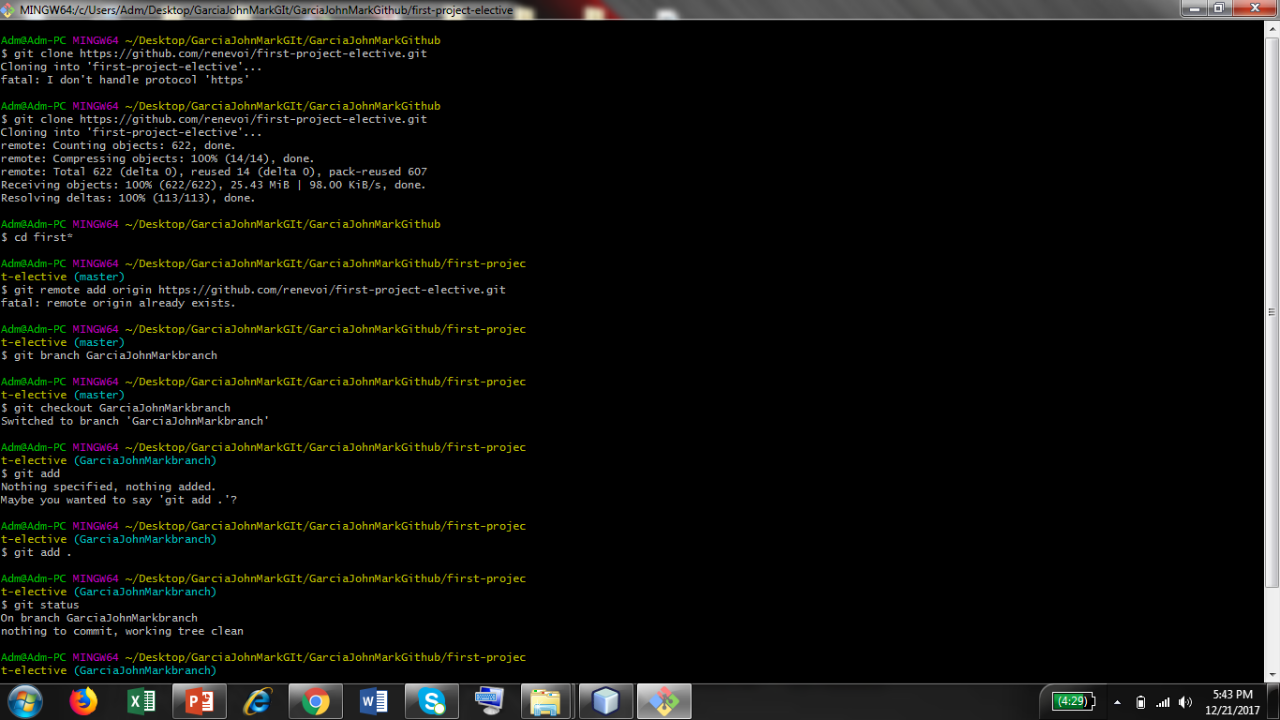 MINGW64:/c/Users/Adm/Desktop/GarciaJohnMarkGIt/GarciaJohnMarkGithub/first-project-elective
Adm@Adm-PC MINGW64 ~/Desktop/GarciaJohnMarkGIt/GarciaJohnMarkGithub
$ git clone https://github.com/renevoi/first-project-elective.git
Cloning into 'first-project-elective'...
fatal: I don't handle protocol 'https'
Adm@Adm-PC MINGW64 ~/Desktop/GarciaJohnMarkGIt/GarciaJohnMarkGithub
$ git clone https://github.com/renevoi/first-project-elective.git
Cloning into 'first-project-elective'...
remote: Counting objects: 622, done.
remote: Compressing objects: 100% (14/14), done.
remote: Total 622 (delta 0), reused 14 (delta 0), pack-reused 607
Receiving objects: 100% (622/622), 25.43 MiB | 98.00 KiB/s, done.
Resolving deltas: 100% (113/113), done.
Adm@Adm-PC MINGW64 ~/Desktop/GarciaJohnMarkGIt/GarciaJohnMarkGithub
$ cd first*
Adm@Adm-PC MINGW64 ~/Desktop/GarciaJohnMarkGIt/GarciaJohnMarkGithub/first-projec
t-elective (master)
$ git remote add origin https://github.com/renevoi/first-project-elective.git
fatal: remote origin already exists.
Adm@Adm-PC MINGW64 ~/Desktop/GarciaJohnMarkGIt/GarciaJohnMarkGithub/first-projec
t-elective (master)
$ git branch GarciaJohnMarkbranch
Adm@Adm-PC MINGW64 ~/Desktop/GarciaJohnMarkGIt/GarciaJohnMarkGithub/first-projec
t-elective (master)
$ git checkout GarciaJohnMarkbranch
Switched to branch 'GarciaJohnMarkbranch'
Adm@Adm-PC MINGW64 ~/Desktop/GarciaJohnMarkGIt/GarciaJohnMarkGithub/first-projec
t-elective (GarciaJohnMarkbranch)
$ git add
Nothing specified, nothing added.
Maybe you wanted to say 'git add .'?
Adm@Adm-PC MINGW64 ~/Desktop/GarciaJohnMarkGIt/GarciaJohnMarkGithub/first-projec
t-elective (GarciaJohnMarkbranch)
$ git add .
Adm@Adm-PC MINGW64 ~/Desktop/GarciaJohnMarkGIt/GarciaJohnMarkGithub/first-projec
t-elective (GarciaJohnMarkbranch)
$ git status
On branch GarciaJohnMarkbranch
nothing to commit, working tree clean
Adm@Adm-PC MINGW64 ~/Desktop/GarciaJohnMarkGIt/GarciaJohnMarkGithub/first-projec
t-elective (GarciaJohnMarkbranch)
(4:29)
5:43 PM
12/21/2017